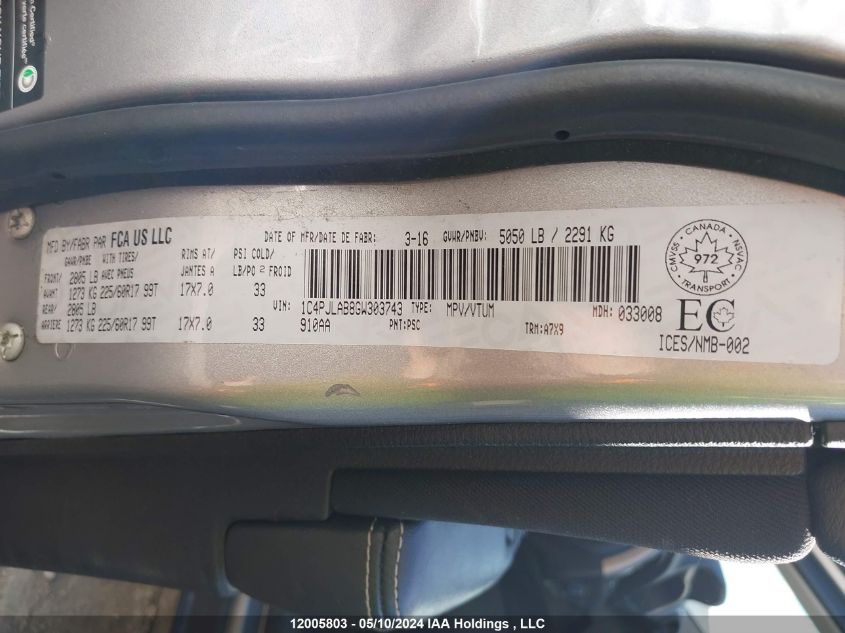 n Certified®
verte certifiée®
MFD BY/FABR PAR FCA US LLC
DATE OF MFR/DATE DE FABR: 3-16 GVWR/PNBV: 5050 LB / 2291 KG
GAWR/PNBE WITH TIRES/ RIMS AT/ PSI COLD/
FRONT/ 2805 LB AVEC PNEUS JANTES A LB/PO² FROID
AVANT 1273 KG 225/60R17 99T 17X7.0 33
REAR/ 2805 LB
ARRIERE 1273 KG 225/60R17 99T 17X7.0 33
VIN: 1C4PJLAB8GW303743 TYPE: MPV/VTUM MDH: 033008
910AA PNT:PSC TRM:A7X9
CANADA
CMVSS 972 NSVAC
TRANSPORT
EC
ICES/NMB-002
12005803 - 05/10/2024 IAA Holdings , LLC